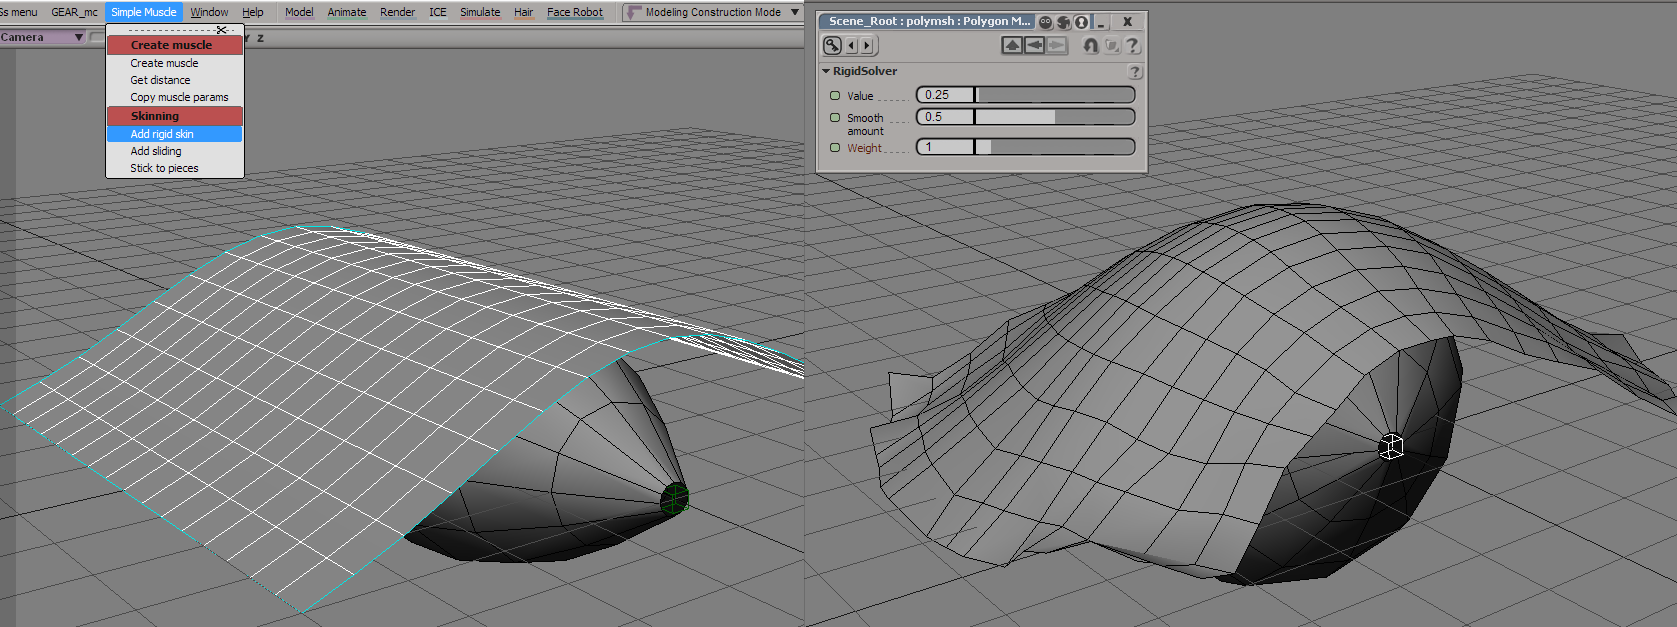 Ss menu GEAR_mc Simple Muscle Window Help Model Animate Render ICE Simulate Hair Face Robot Modeling Construction Mode
Camera Y Z
Create muscle
Create muscle
Get distance
Copy muscle params
Skinning
Add rigid skin
Add sliding
Stick to pieces
Scene_Root : polymsh : Polygon M...
RigidSolver
Value 0.25
Smooth amount 0.5
Weight 1